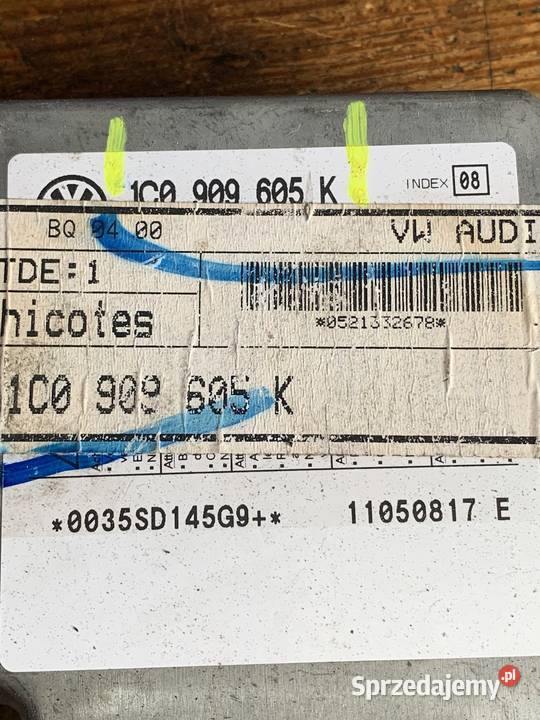 1C0 909 605 K INDEX 08
BQ 04 00 VW AUDI
TDE: 1
*0521332678*
hicotes
1C0 909 605 K
*0035SD145G9+* 11050817 E
Sprzedajemy.pl